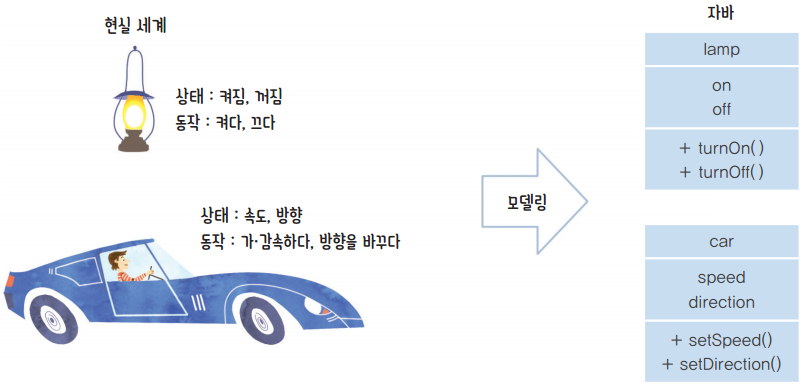 현실 세계
상태 : 켜짐, 꺼짐
동작 : 켜다, 끄다
상태 : 속도, 방향
동작 : 가·감속하다, 방향을 바꾸다
모델링
자바
lamp
on
off
+ turnOn( )
+ turnOff( )
car
speed
direction
+ setSpeed()
+ setDirection()